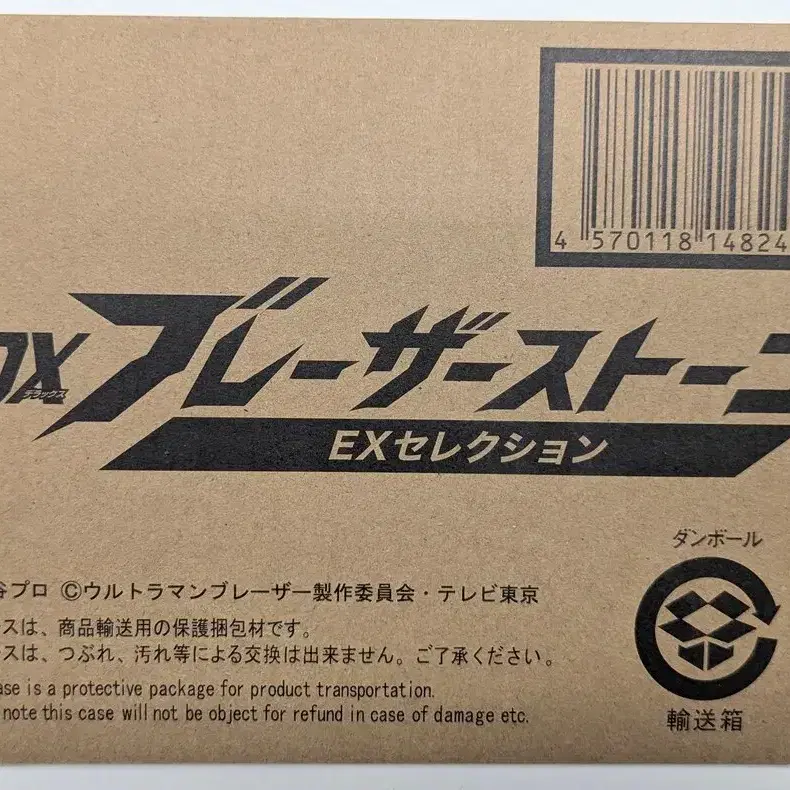 4 570118 14824
DX
デラックス
ブレーザーストーン
EXセレクション
ダンボール
谷プロ ©ウルトラマンブレーザー製作委員会・テレビ東京
スは、商品輸送用の保護梱包材です。
スは、つぶれ、汚れ等による交換は出来ません。ご了承ください。
ase is a protective package for product transportation.
note this case will not be object for refund in case of damage etc.
輸送箱